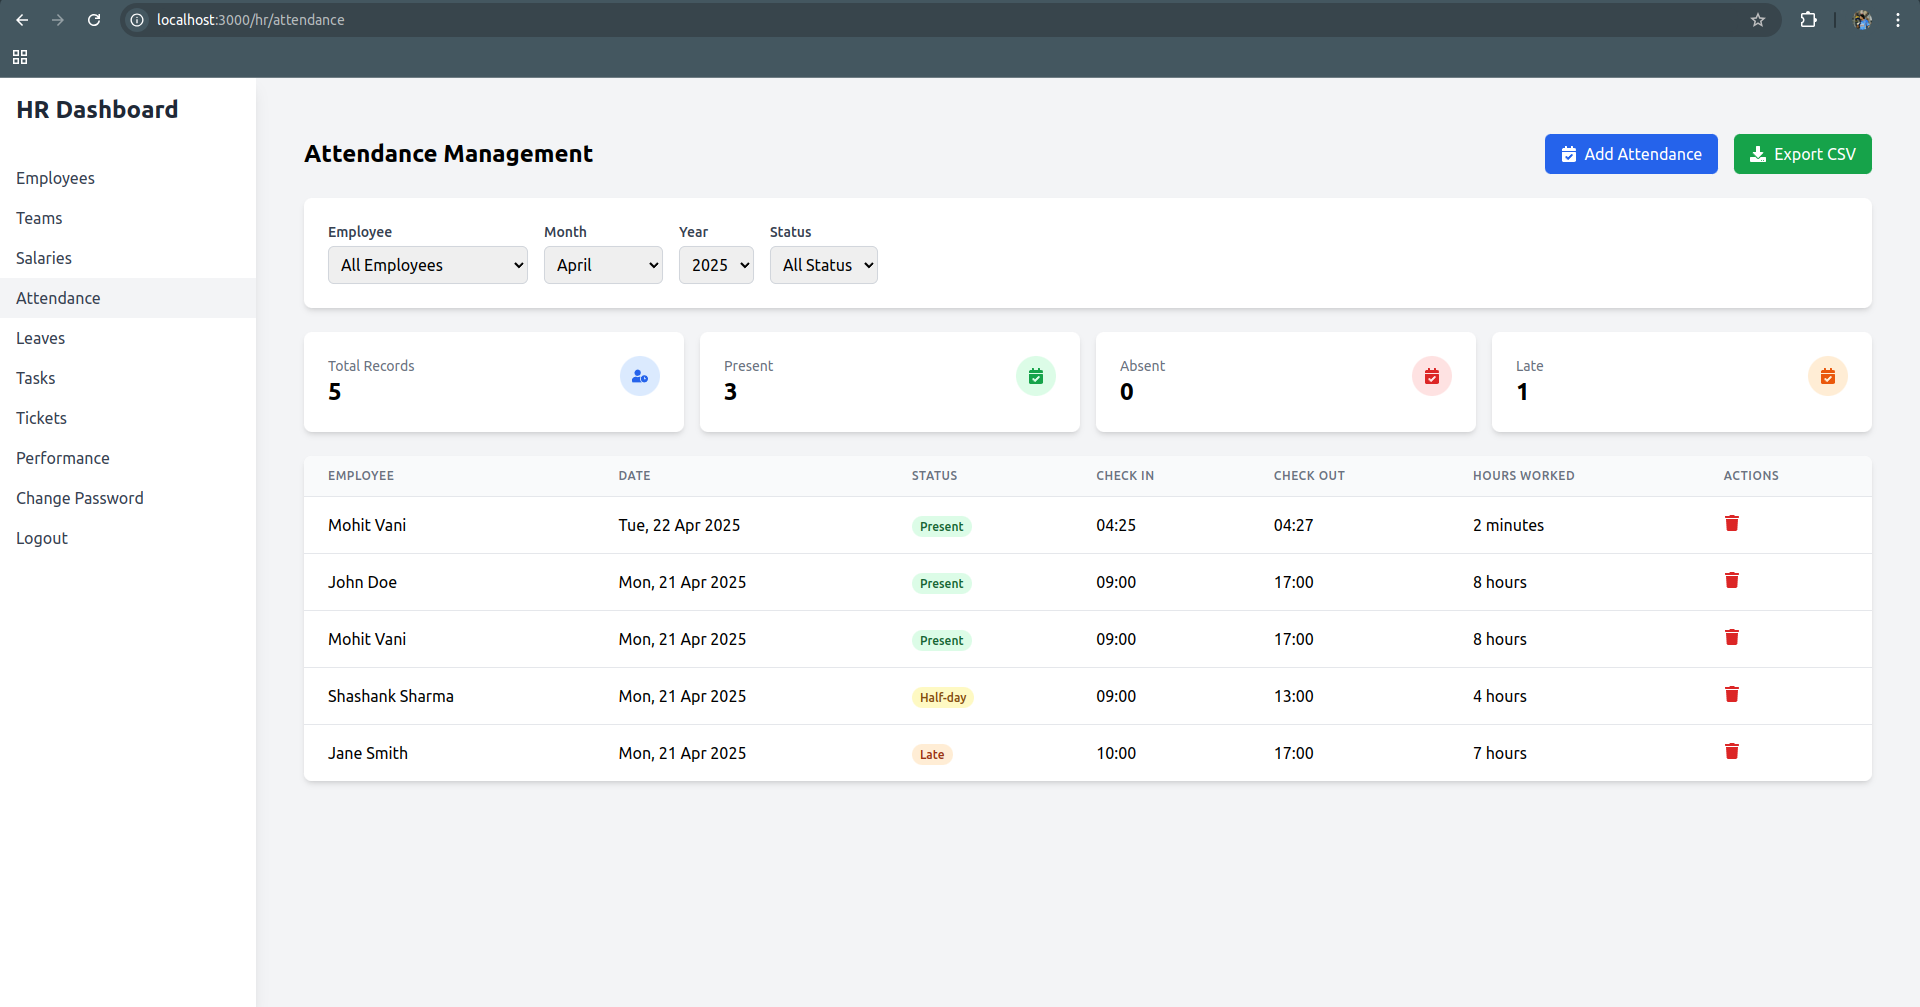 localhost:3000/hr/attendance
HR Dashboard
Employees
Teams
Salaries
Attendance
Leaves
Tasks
Tickets
Performance
Change Password
Logout
Attendance Management
Add Attendance
Export CSV
Employee Month Year Status
All Employees April 2025 All Status
Total Records
5
Present
3
Absent
0
Late
1
EMPLOYEE DATE STATUS CHECK IN CHECK OUT HOURS WORKED ACTIONS
Mohit Vani Tue, 22 Apr 2025 Present 04:25 04:27 2 minutes
John Doe Mon, 21 Apr 2025 Present 09:00 17:00 8 hours
Mohit Vani Mon, 21 Apr 2025 Present 09:00 17:00 8 hours
Shashank Sharma Mon, 21 Apr 2025 Half-day 09:00 13:00 4 hours
Jane Smith Mon, 21 Apr 2025 Late 10:00 17:00 7 hours